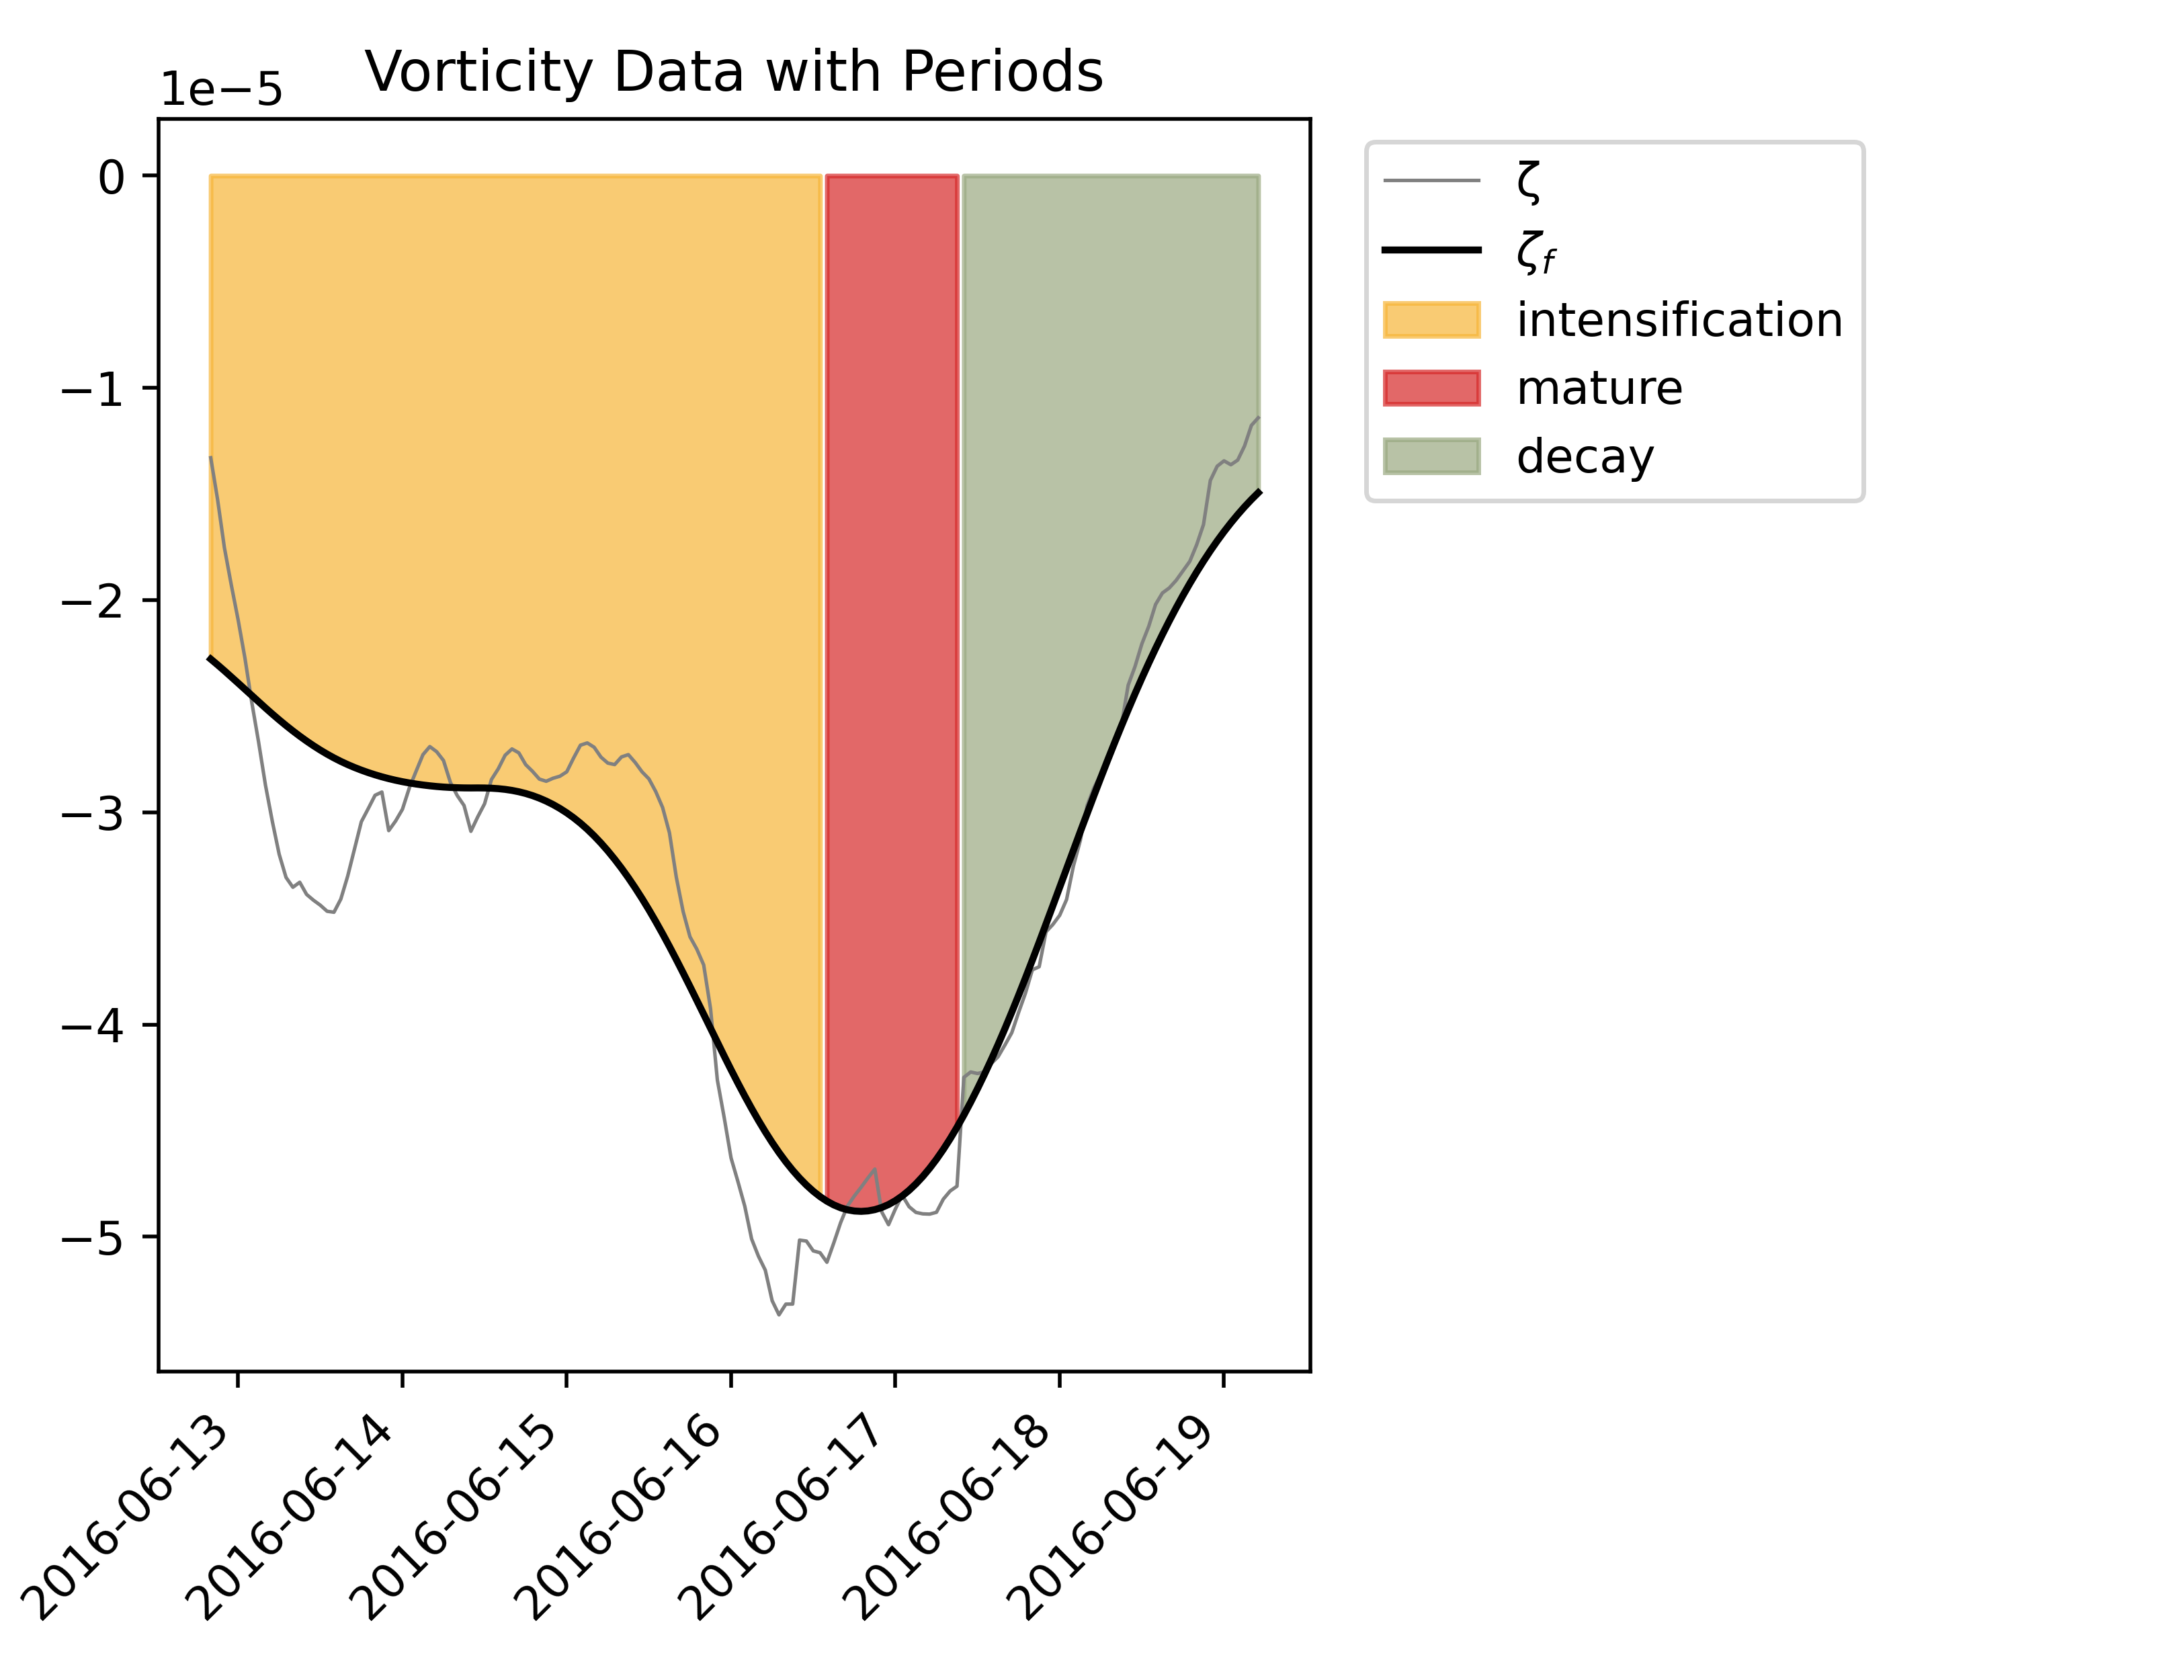 Vorticity Data with Periods
1e−5
0
−1
−2
−3
−4
−5
2016-06-13
2016-06-14
2016-06-15
2016-06-16
2016-06-17
2016-06-18
2016-06-19
ζ
ζf
intensification
mature
decay